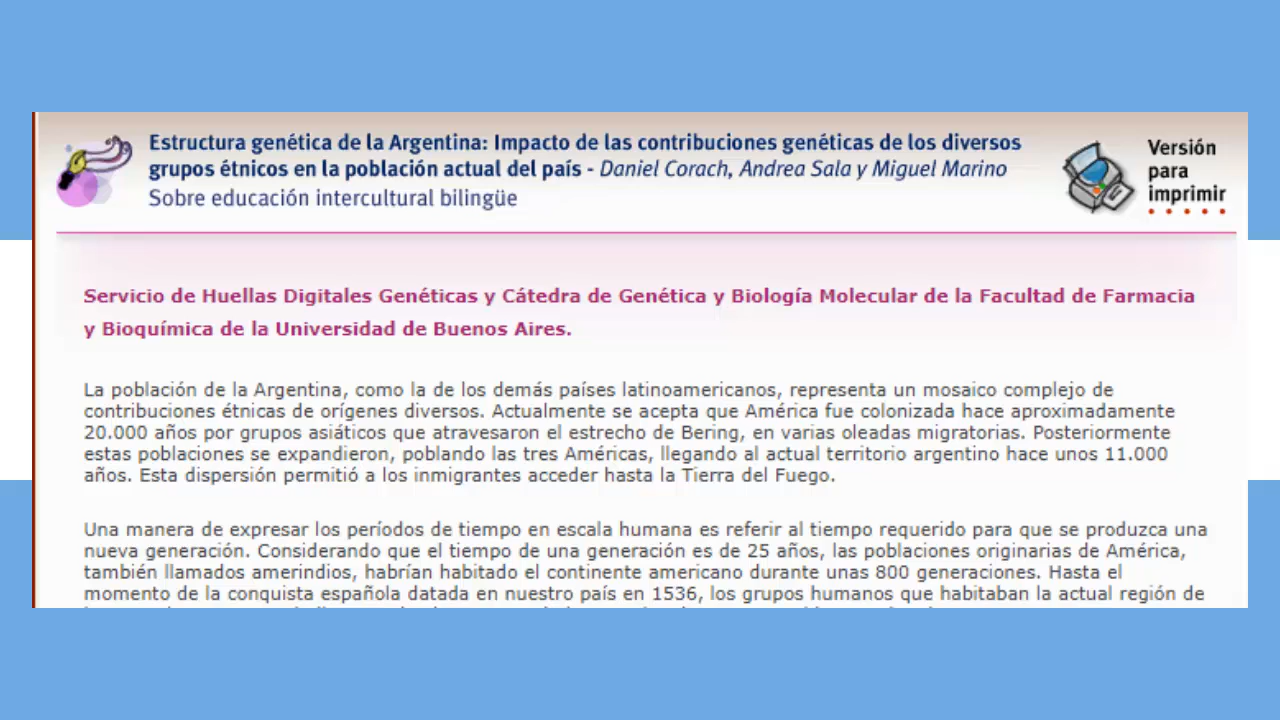 Estructura genética de la Argentina: Impacto de las contribuciones genéticas de los diversos
grupos étnicos en la población actual del país - Daniel Corach, Andrea Sala y Miguel Marino
Sobre educación intercultural bilingüe
Versión
para
imprimir
Servicio de Huellas Digitales Genéticas y Cátedra de Genética y Biología Molecular de la Facultad de Farmacia
y Bioquímica de la Universidad de Buenos Aires.
La población de la Argentina, como la de los demás países latinoamericanos, representa un mosaico complejo de
contribuciones étnicas de orígenes diversos. Actualmente se acepta que América fue colonizada hace aproximadamente
20.000 años por grupos asiáticos que atravesaron el estrecho de Bering, en varias oleadas migratorias. Posteriormente
estas poblaciones se expandieron, poblando las tres Américas, llegando al actual territorio argentino hace unos 11.000
años. Esta dispersión permitió a los inmigrantes acceder hasta la Tierra del Fuego.
Una manera de expresar los períodos de tiempo en escala humana es referir al tiempo requerido para que se produzca una
nueva generación. Considerando que el tiempo de una generación es de 25 años, las poblaciones originarias de América,
también llamados amerindios, habrían habitado el continente americano durante unas 800 generaciones. Hasta el
momento de la conquista española datada en nuestro país en 1536, los grupos humanos que habitaban la actual región de